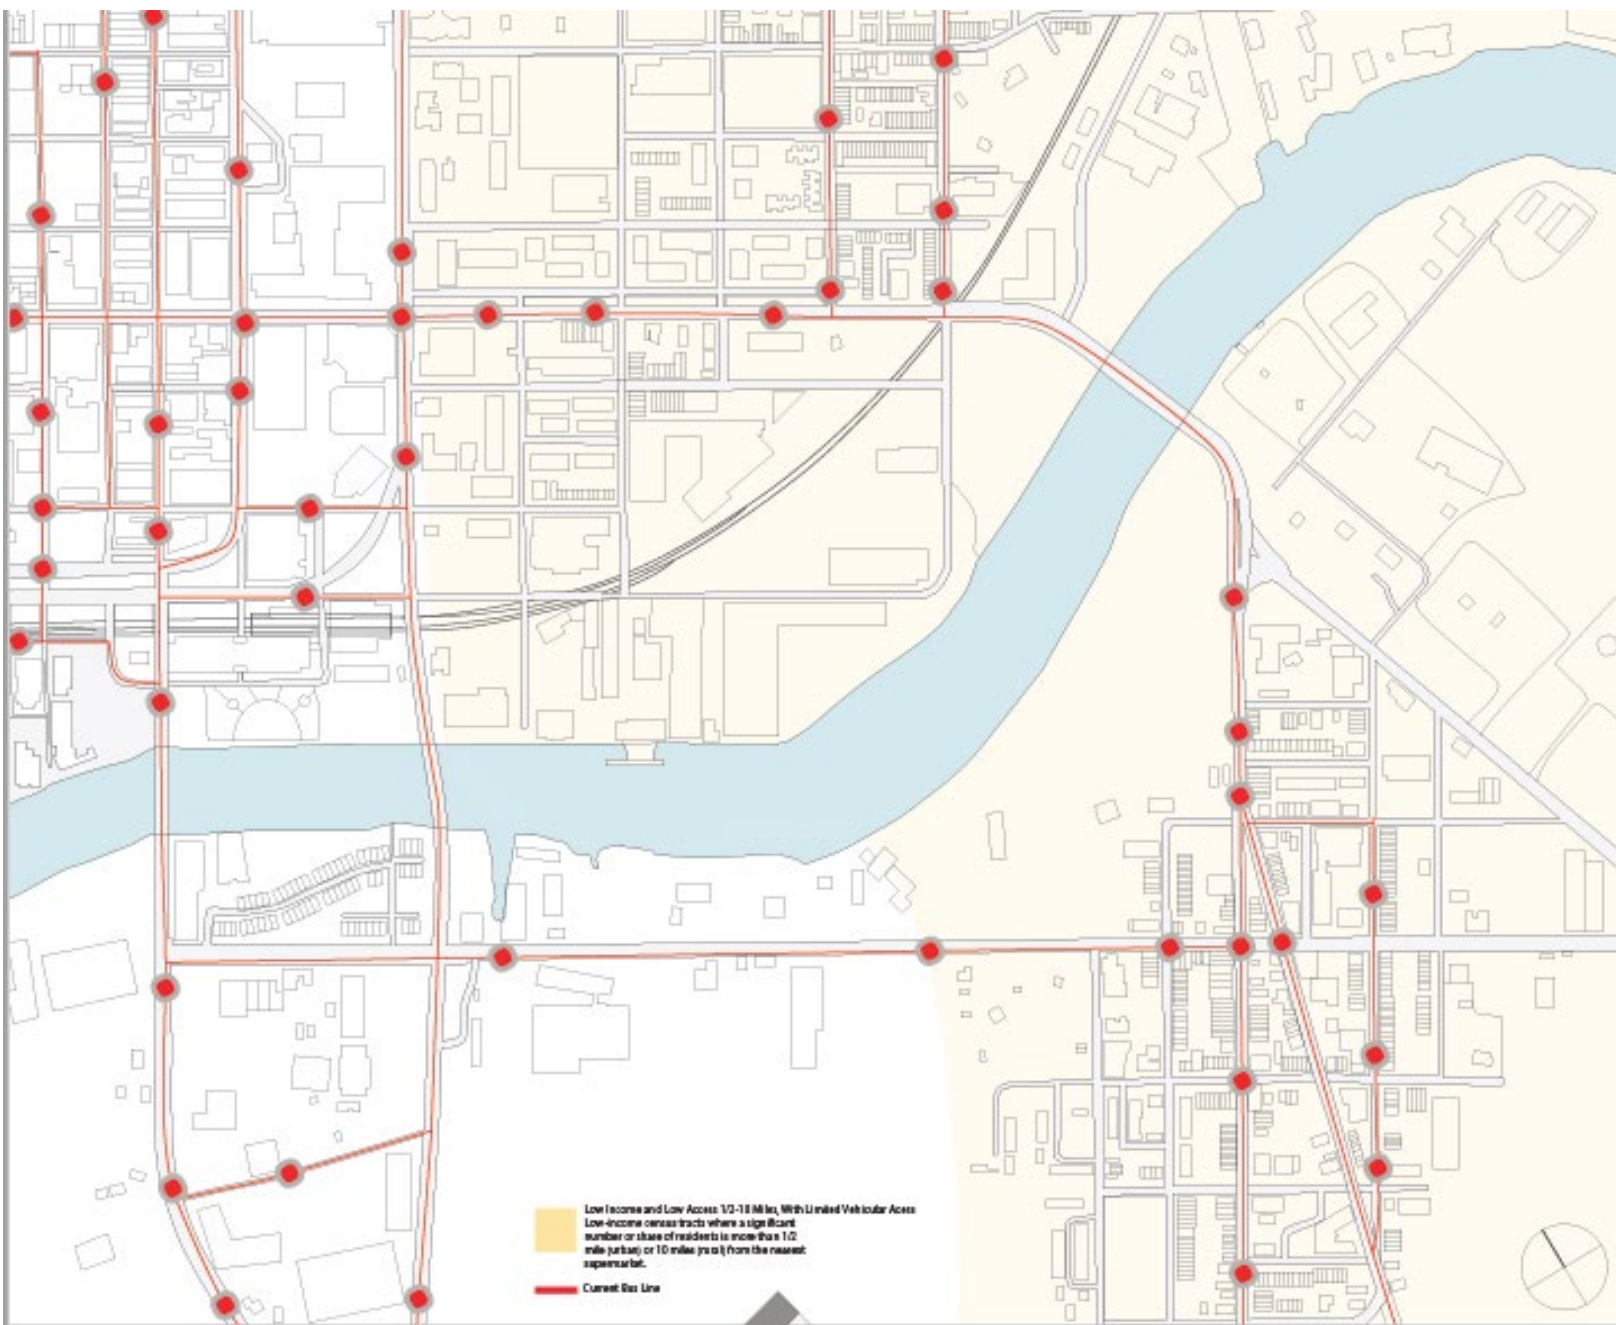 Low Income and Low Access 1/2-10 Miles, With Limited Vehicular Acess
Low-income census tracts where a significant
number or share of residents is more than 1/2
mile (urban) or 10 miles (rural) from the nearest
supermarket.
Current Bus Line